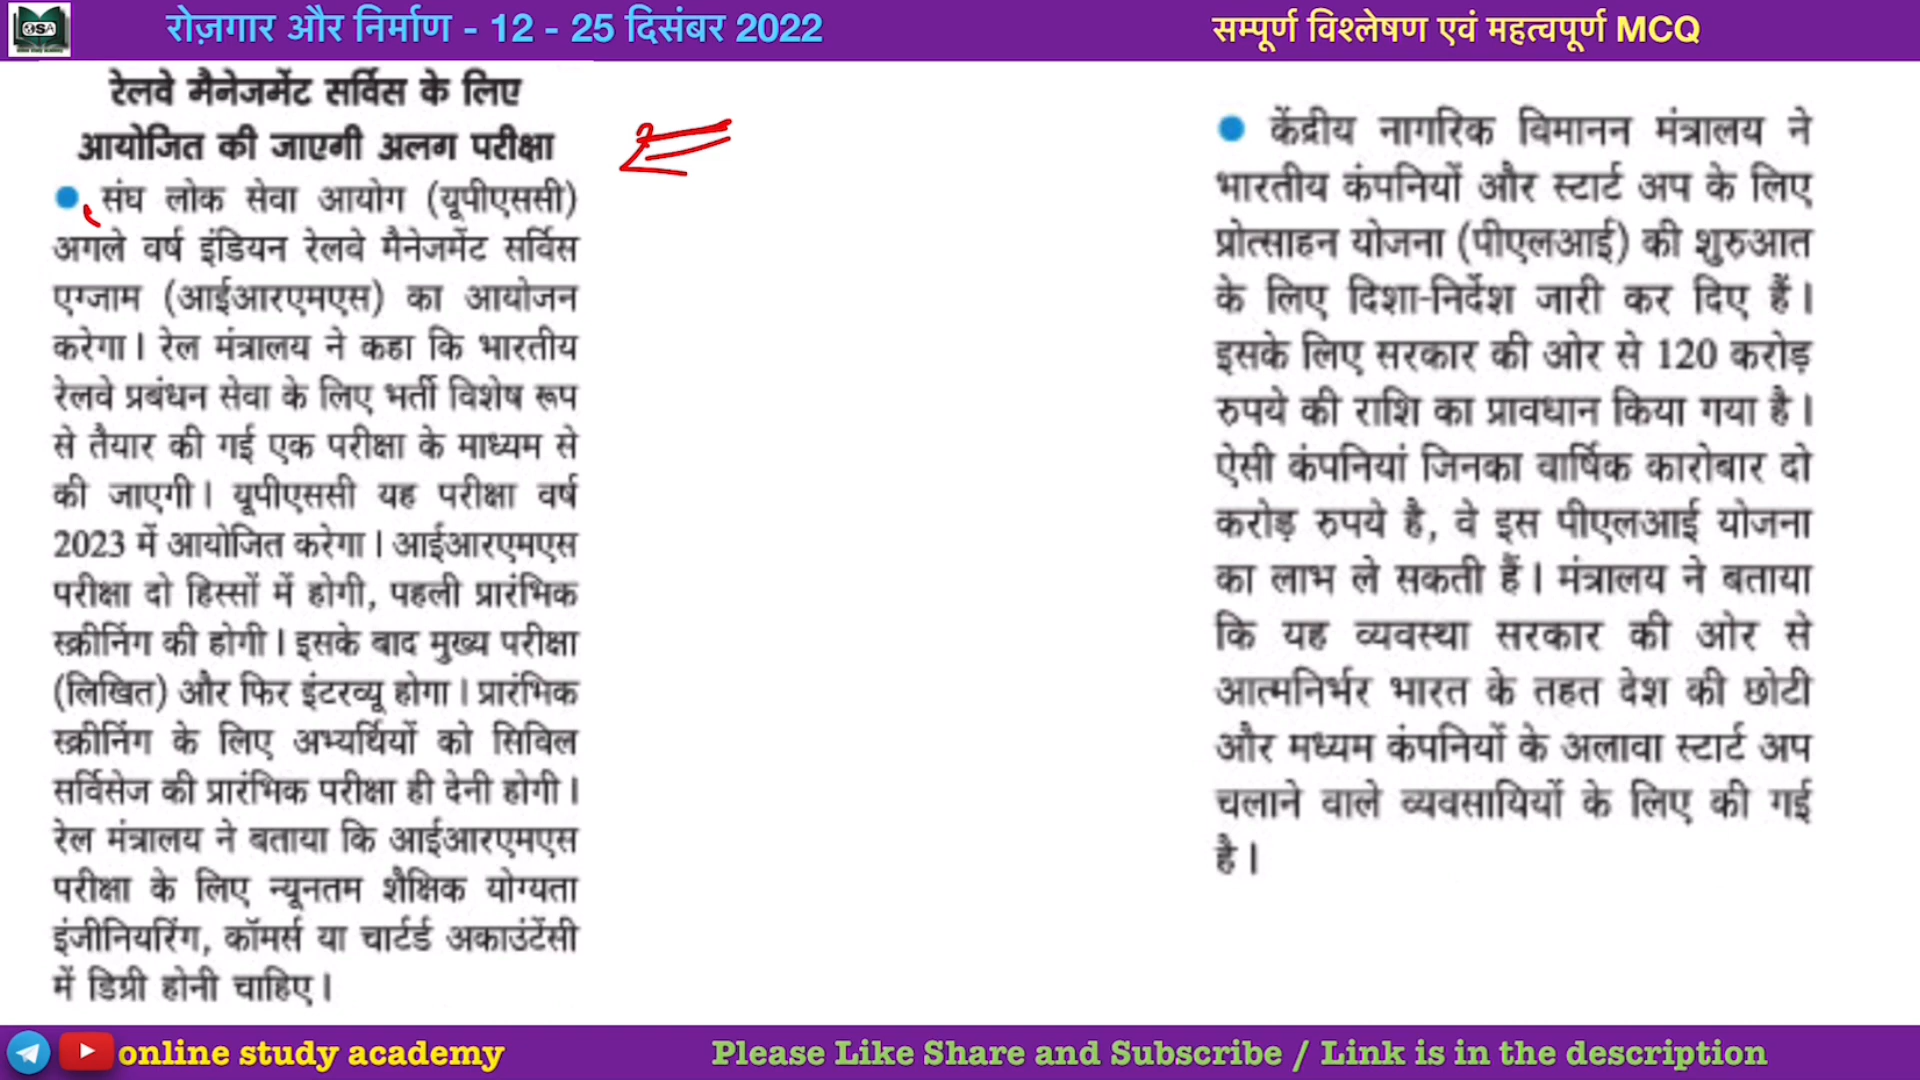 OSA
रोज़गार और निर्माण - 12 - 25 दिसंबर 2022
सम्पूर्ण विश्लेषण एवं महत्वपूर्ण MCQ
रेलवे मैनेजमेंट सर्विस के लिए
आयोजित की जाएगी अलग परीक्षा
संघ लोक सेवा आयोग (यूपीएससी)
अगले वर्ष इंडियन रेलवे मैनेजमेंट सर्विस
एग्जाम (आईआरएमएस) का आयोजन
करेगा। रेल मंत्रालय ने कहा कि भारतीय
रेलवे प्रबंधन सेवा के लिए भर्ती विशेष रूप
से तैयार की गई एक परीक्षा के माध्यम से
की जाएगी। यूपीएससी यह परीक्षा वर्ष
2023 में आयोजित करेगा। आईआरएमएस
परीक्षा दो हिस्सों में होगी, पहली प्रारंभिक
स्क्रीनिंग की होगी। इसके बाद मुख्य परीक्षा
(लिखित) और फिर इंटरव्यू होगा। प्रारंभिक
स्क्रीनिंग के लिए अभ्यर्थियों को सिविल
सर्विसेज की प्रारंभिक परीक्षा ही देनी होगी।
रेल मंत्रालय ने बताया कि आईआरएमएस
परीक्षा के लिए न्यूनतम शैक्षिक योग्यता
इंजीनियरिंग, कॉमर्स या चार्टर्ड अकाउंटेंसी
में डिग्री होनी चाहिए।
केंद्रीय नागरिक विमानन मंत्रालय ने
भारतीय कंपनियों और स्टार्ट अप के लिए
प्रोत्साहन योजना (पीएलआई) की शुरुआत
के लिए दिशा-निर्देश जारी कर दिए हैं।
इसके लिए सरकार की ओर से 120 करोड़
रुपये की राशि का प्रावधान किया गया है।
ऐसी कंपनियां जिनका वार्षिक कारोबार दो
करोड़ रुपये है, वे इस पीएलआई योजना
का लाभ ले सकती हैं। मंत्रालय ने बताया
कि यह व्यवस्था सरकार की ओर से
आत्मनिर्भर भारत के तहत देश की छोटी
और मध्यम कंपनियों के अलावा स्टार्ट अप
चलाने वाले व्यवसायियों के लिए की गई
है।
online study academy
Please Like Share and Subscribe / Link is in the description